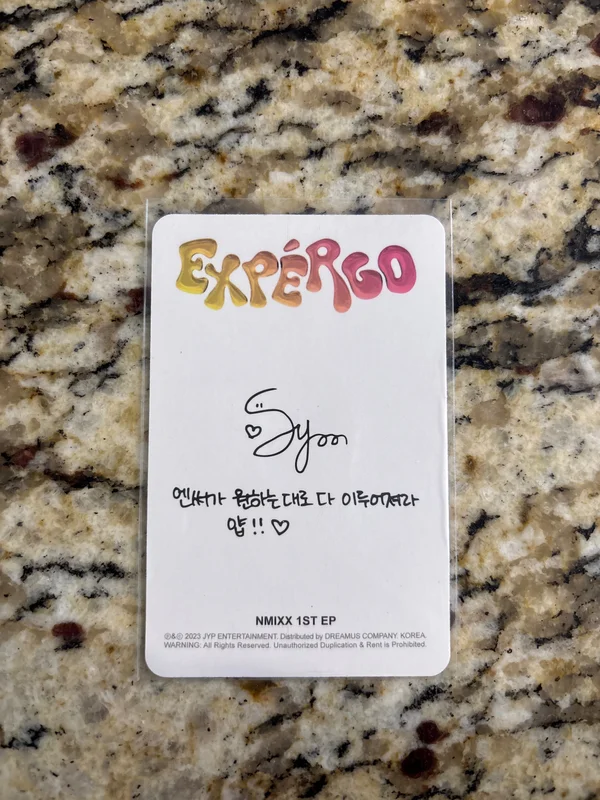 EXPÉRGO
Sym
엔써가 원하는대로 다 이루어져라
얍!! ♡
NMIXX 1ST EP
℗&© 2023 JYP ENTERTAINMENT. Distributed by DREAMUS COMPANY. KOREA.
WARNING: All Rights Reserved. Unauthorized Duplication & Rent is Prohibited.